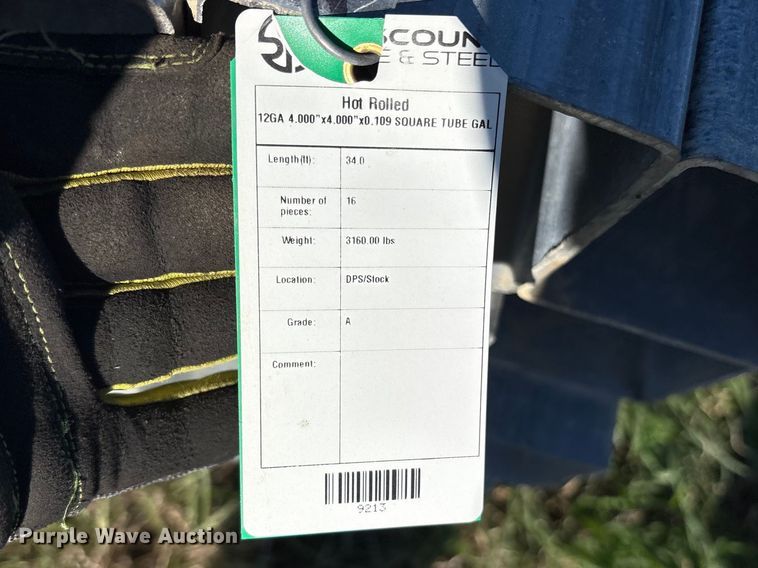 SCOUN
E & STEEL
Hot Rolled
12GA 4.000"x4.000"x0.109 SQUARE TUBE GAL
Length(ft): 34.0
Number of pieces: 16
Weight: 3160.00 lbs
Location: DPS/Stock
Grade: A
Comment:
9213
Purple Wave Auction